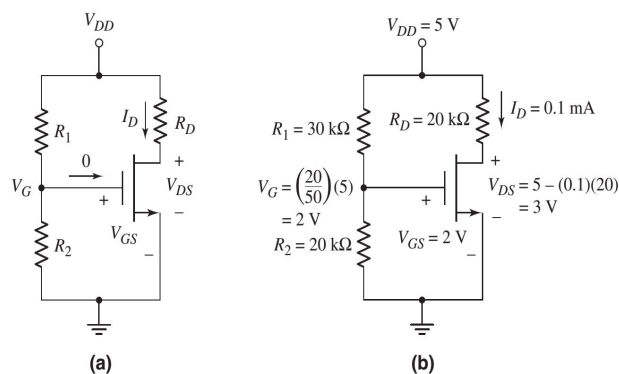 V_DD
I_D
R_D
R_1
0
+
V_G
V_DS
+
−
V_GS
R_2
−
(a)
V_DD = 5 V
I_D = 0.1 mA
R_1 = 30 kΩ
R_D = 20 kΩ
+
V_G = (20/50)(5)
V_DS = 5 − (0.1)(20)
= 2 V
+
= 3 V
−
R_2 = 20 kΩ
V_GS = 2 V
−
(b)